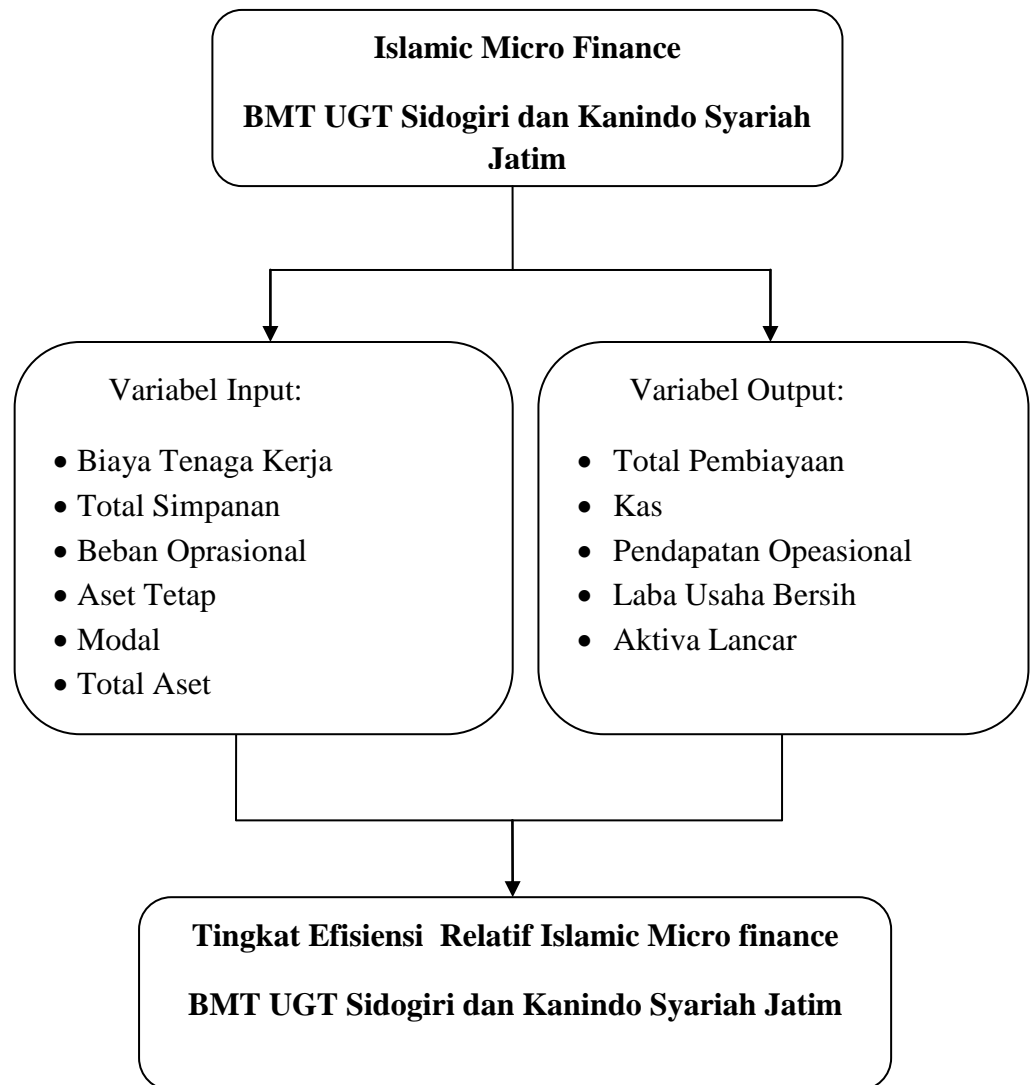 Islamic Micro Finance
BMT UGT Sidogiri dan Kanindo Syariah
Jatim
Variabel Input:
• Biaya Tenaga Kerja
• Total Simpanan
• Beban Oprasional
• Aset Tetap
• Modal
• Total Aset
Variabel Output:
• Total Pembiayaan
• Kas
• Pendapatan Opeasional
• Laba Usaha Bersih
• Aktiva Lancar
Tingkat Efisiensi Relatif Islamic Micro finance
BMT UGT Sidogiri dan Kanindo Syariah Jatim